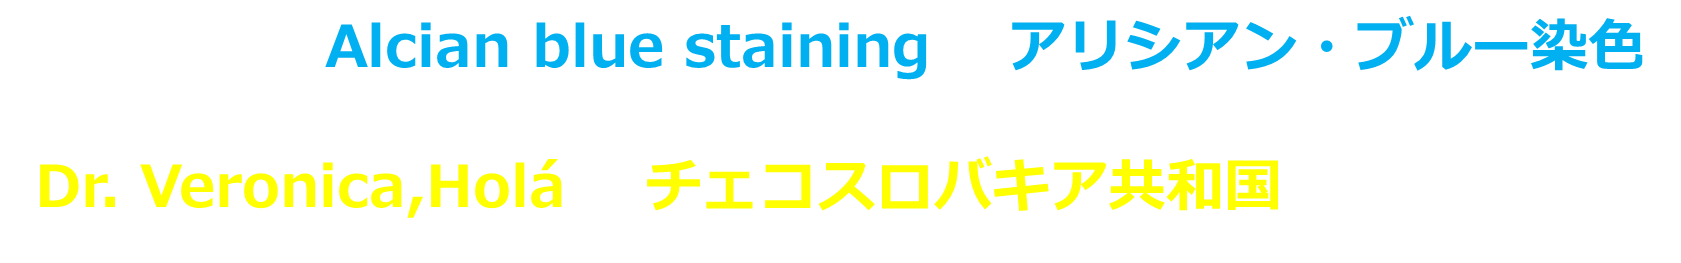 Alcian blue staining　アリシアン・ブルー染色
Dr. Veronica,Holá　チェコスロバキア共和国